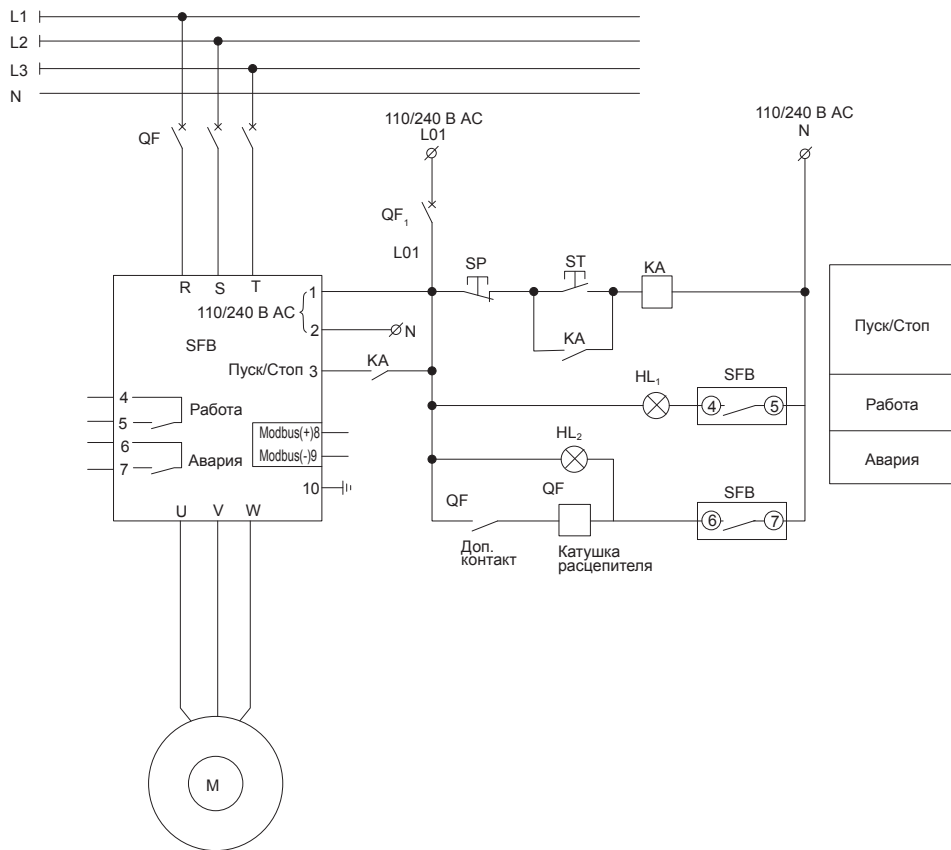 L1
L2
L3
N
110/240 В AC
L01
110/240 В AC
N
QF
QF₁
L01
SP
ST
KA
R S T
1
110/240 В AC
2
N
SFB
KA
Пуск/Стоп 3
KA
Пуск/Стоп
HL₁
SFB
4
5
Работа
4
5
Работа
6
7
Авария
Modbus(+)8
Modbus(-)9
10
HL₂
Авария
QF
QF
SFB
6
7
Доп.
контакт
Катушка
расцепителя
U V W
M